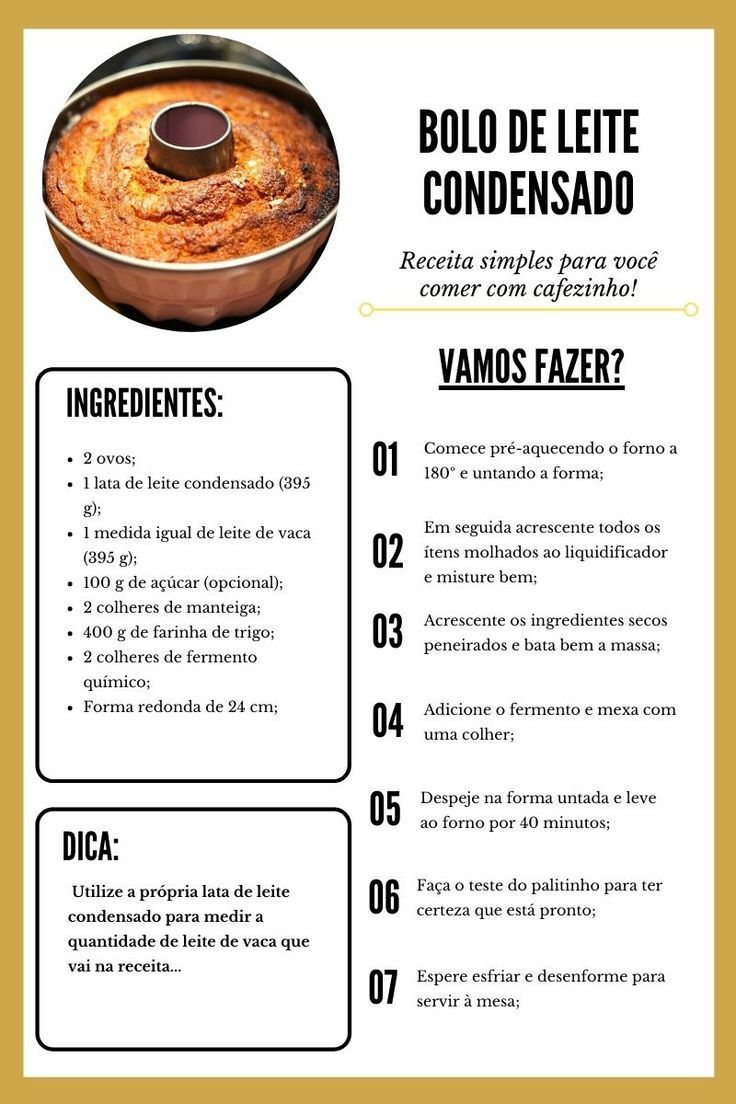 BOLO DE LEITE
CONDENSADO
Receita simples para você
comer com cafezinho!
INGREDIENTES:
• 2 ovos;
• 1 lata de leite condensado (395
g);
• 1 medida igual de leite de vaca
(395 g);
• 100 g de açúcar (opcional);
• 2 colheres de manteiga;
• 400 g de farinha de trigo;
• 2 colheres de fermento
químico;
• Forma redonda de 24 cm;
DICA:
Utilize a própria lata de leite
condensado para medir a
quantidade de leite de vaca que
vai na receita...
VAMOS FAZER?
01 Comece pré-aquecendo o forno a
180º e untando a forma;
02 Em seguida acrescente todos os
ítens molhados ao liquidificador
e misture bem;
03 Acrescente os ingredientes secos
peneirados e bata bem a massa;
04 Adicione o fermento e mexa com
uma colher;
05 Despeje na forma untada e leve
ao forno por 40 minutos;
06 Faça o teste do palitinho para ter
certeza que está pronto;
07 Espere esfriar e desenforme para
servir à mesa;